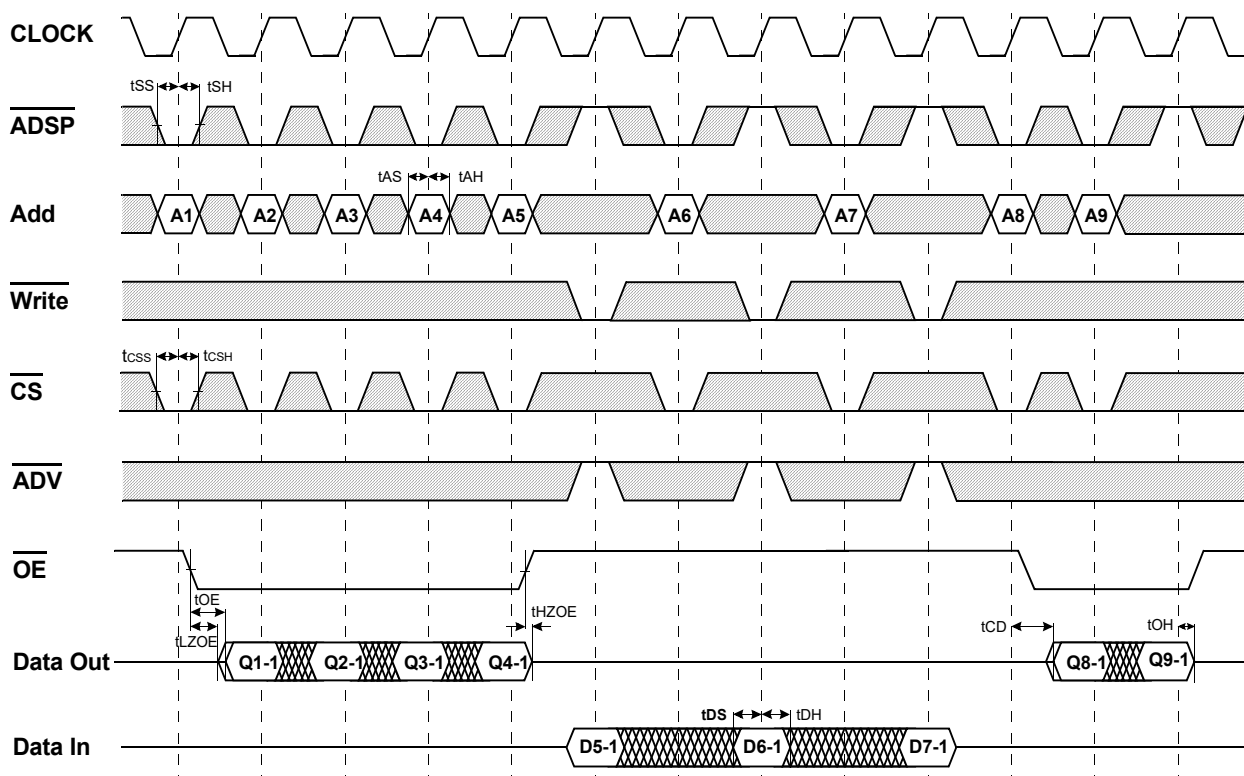 CLOCK
tSS tSH
ADSP
tAS tAH
Add A1 A2 A3 A4 A5 A6 A7 A8 A9
Write
tCSS tCSH
CS
ADV
OE
tOE tHZOE
tLZOE tCD tOH
Data Out Q1-1 Q2-1 Q3-1 Q4-1 Q8-1 Q9-1
tDS tDH
Data In D5-1 D6-1 D7-1